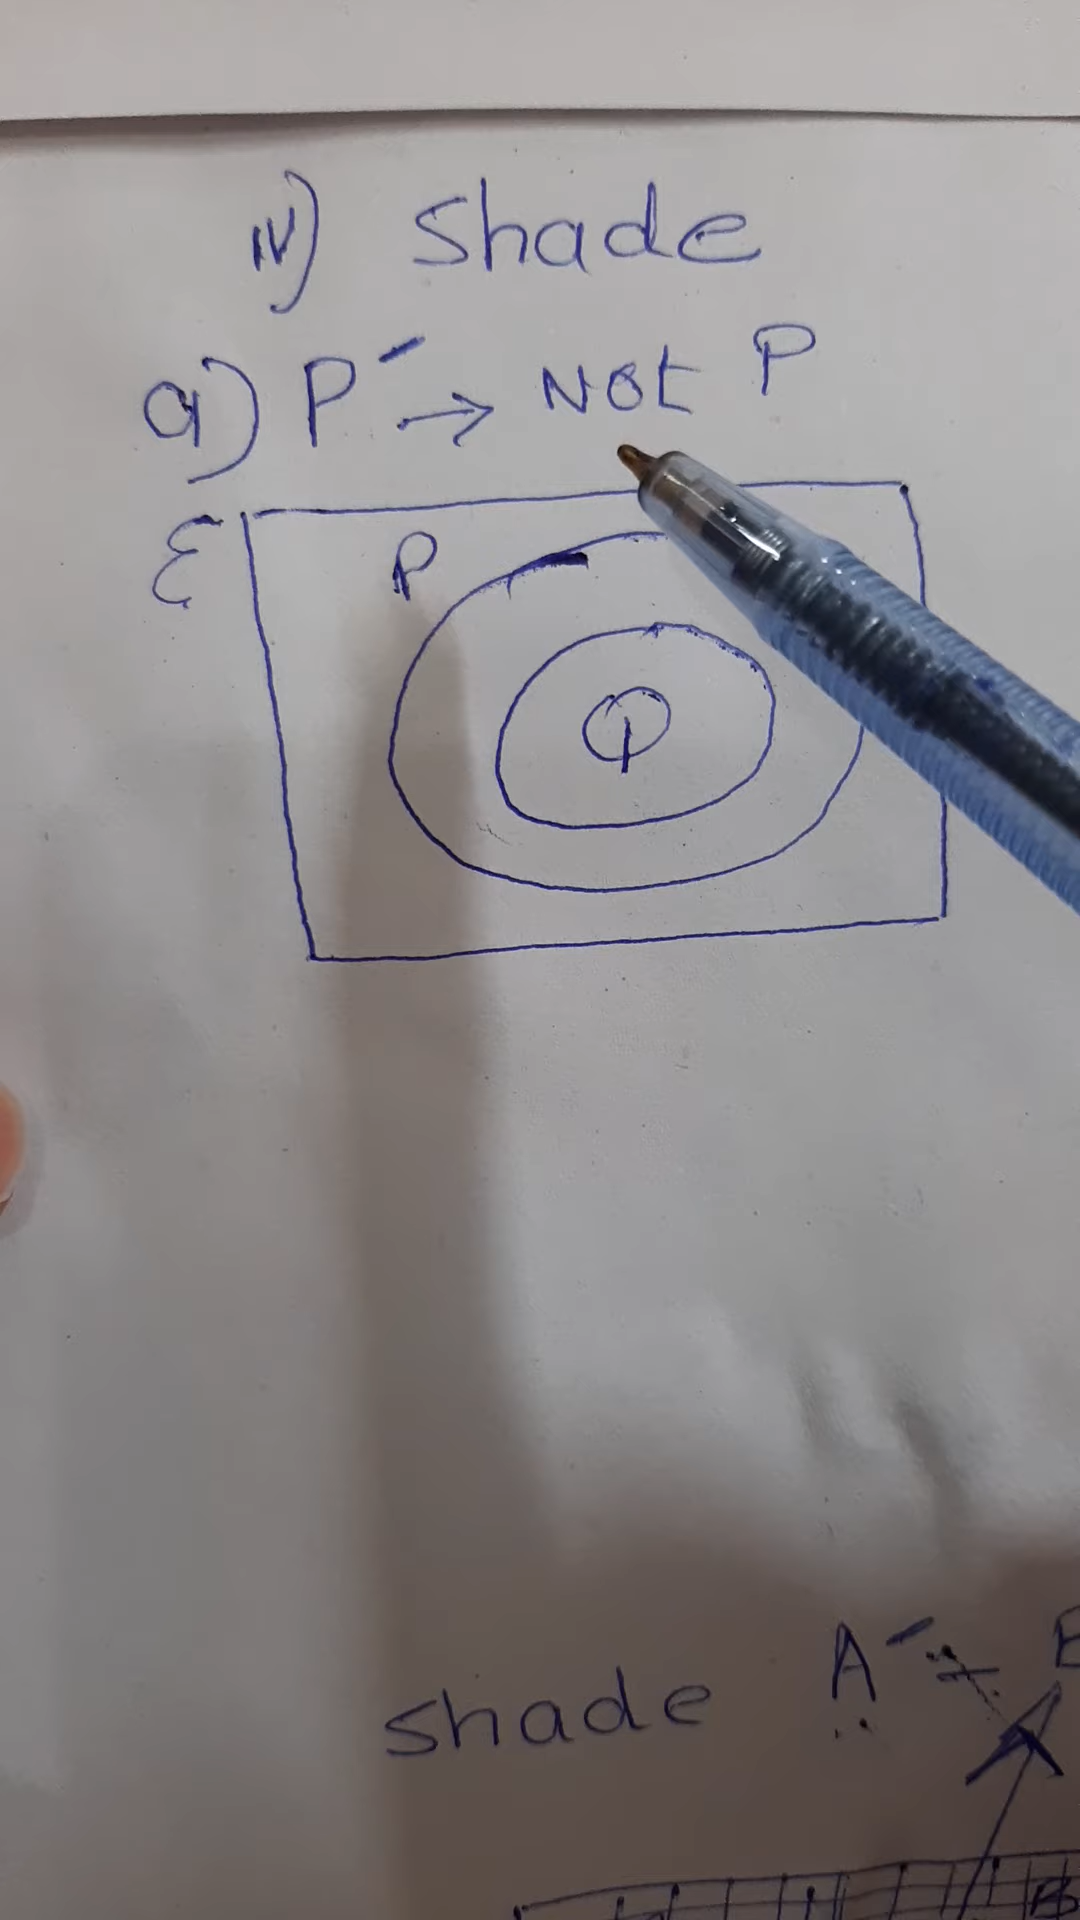 IV) Shade
a) P′ → Not P
ε P
Q
Shade A′
B